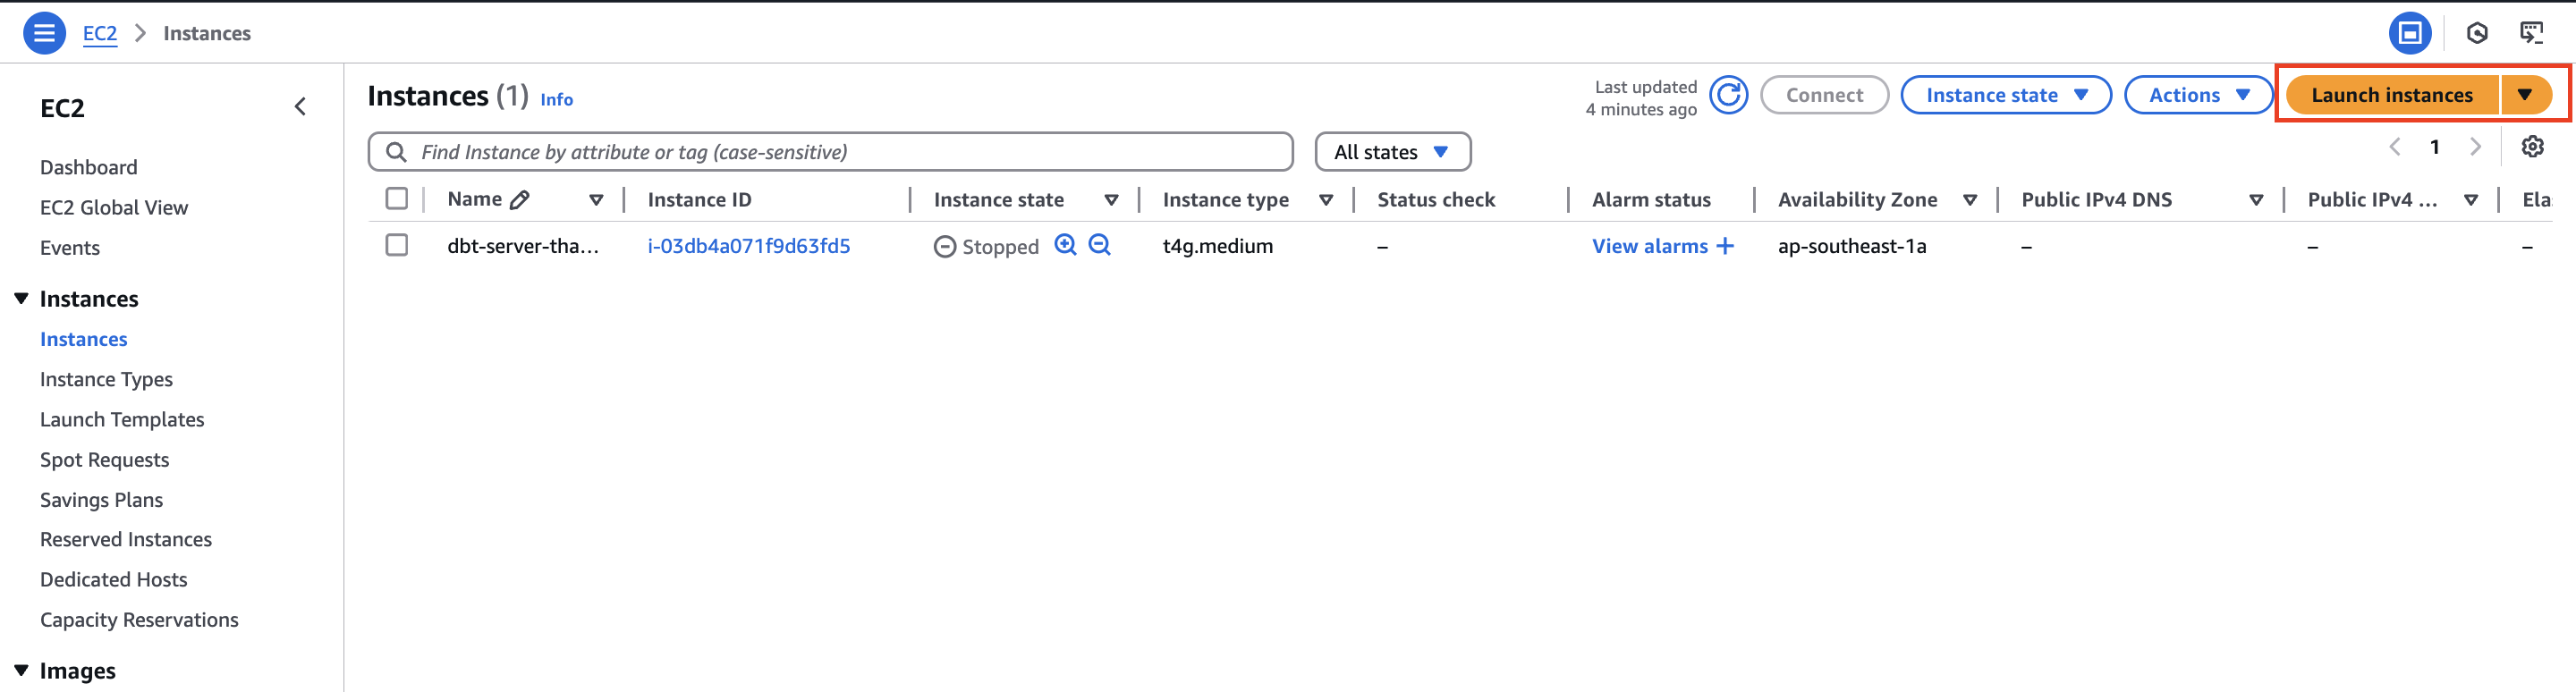 EC2 > Instances
EC2
Dashboard
EC2 Global View
Events
Instances
Instances
Instance Types
Launch Templates
Spot Requests
Savings Plans
Reserved Instances
Dedicated Hosts
Capacity Reservations
Images
Instances (1) Info
Last updated
4 minutes ago
Connect
Instance state
Actions
Launch instances
Find Instance by attribute or tag (case-sensitive)
All states
1
Name Instance ID Instance state Instance type Status check Alarm status Availability Zone Public IPv4 DNS Public IPv4 ... Ela
dbt-server-tha... i-03db4a071f9d63fd5 Stopped t4g.medium – View alarms + ap-southeast-1a – – –